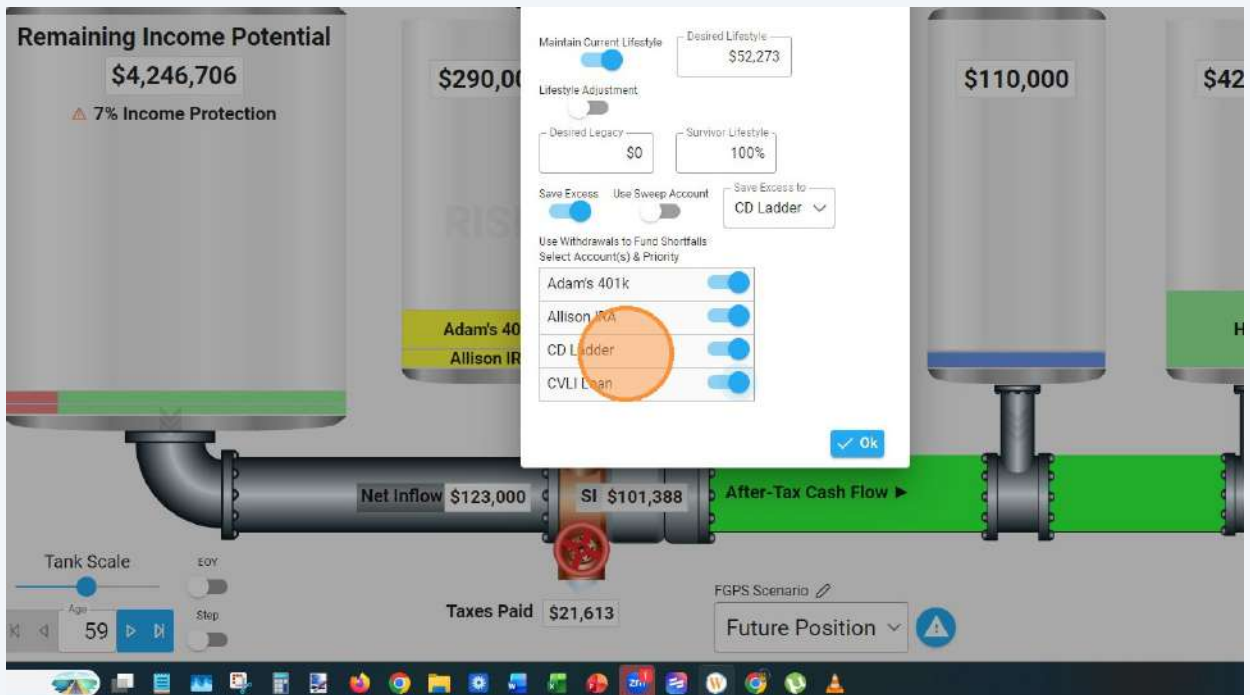 Remaining Income Potential
$4,246,706
7% Income Protection
$290,00
RIS
Adam's 40
Allison IR
Maintain Current Lifestyle
Desired Lifestyle
$52,273
Lifestyle Adjustment
Desired Legacy
$0
Survivor Lifestyle
100%
Save Excess
Use Sweep Account
Save Excess to
CD Ladder
Use Withdrawals to Fund Shortfalls
Select Account(s) & Priority
Adam's 401k
Allison IRA
CD Ladder
CVLI Loan
Ok
$110,000
$42
H
Net Inflow $123,000
SI $101,388
After-Tax Cash Flow ►
Tank Scale
EOY
Age
59
Step
Taxes Paid $21,613
FGPS Scenario
Future Position